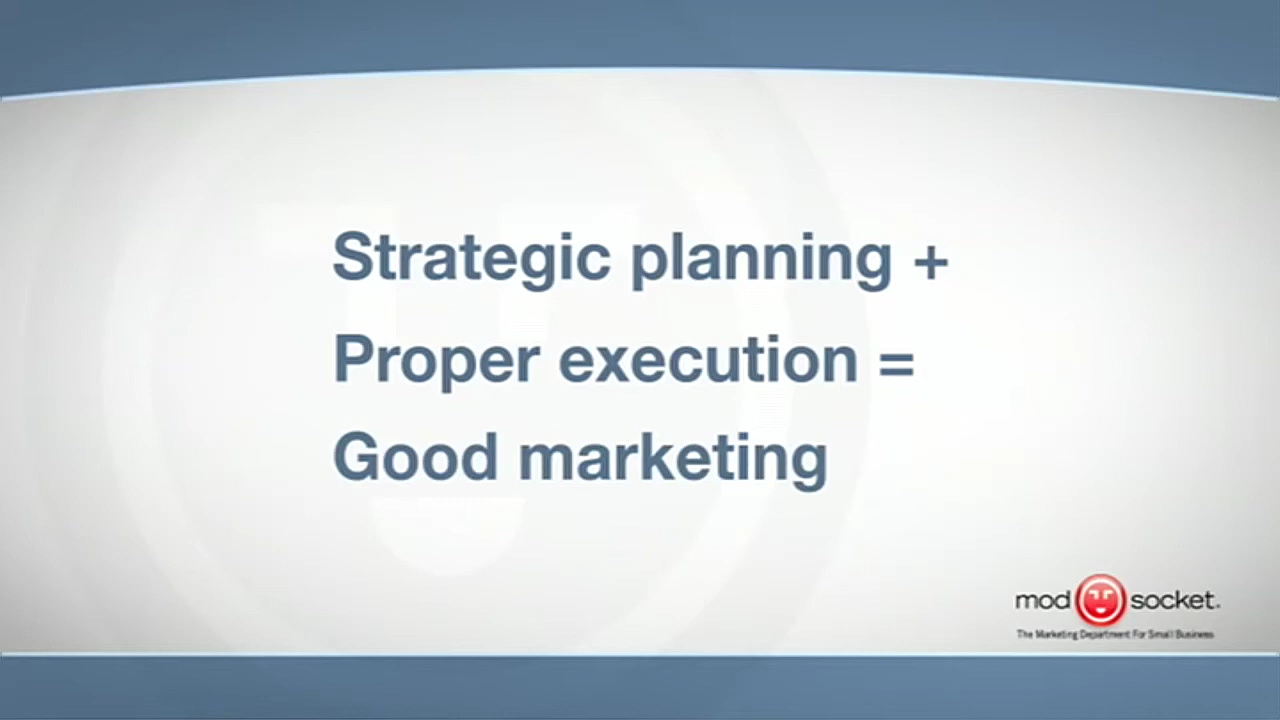 Strategic planning +
Proper execution =
Good marketing
mod socket.
The Marketing Department For Small Business